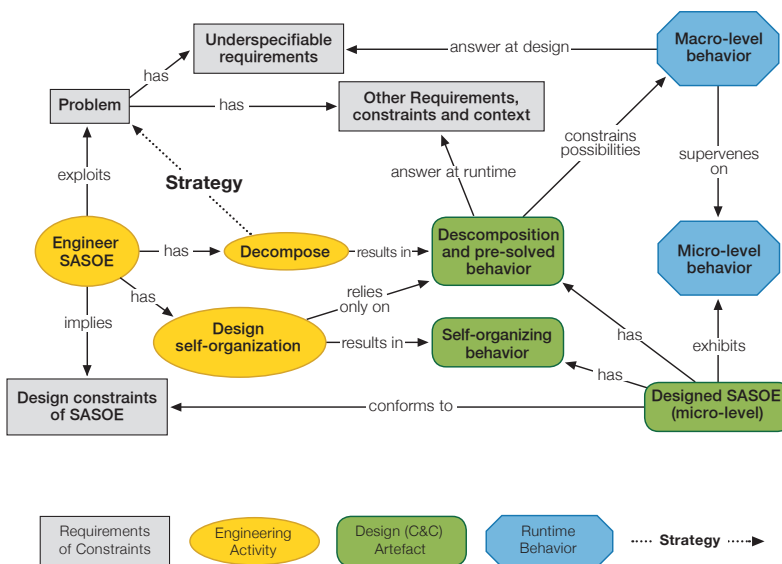 Underspecifiable
requirements
answer at design
Macro-level
behavior
has
Problem
has
Other Requirements,
constraints and context
constrains
possibilities
exploits
Strategy
answer at runtime
supervenes
on
Engineer
SASOE
has
Decompose
results in
Descomposition
and pre-solved
behavior
Micro-level
behavior
has
relies
only on
implies
Design
self-organization
results in
Self-organizing
behavior
has
exhibits
has
Design constraints
of SASOE
conforms to
Designed SASOE
(micro-level)
Requirements
of Constraints
Engineering
Activity
Design (C&C)
Artefact
Runtime
Behavior
Strategy